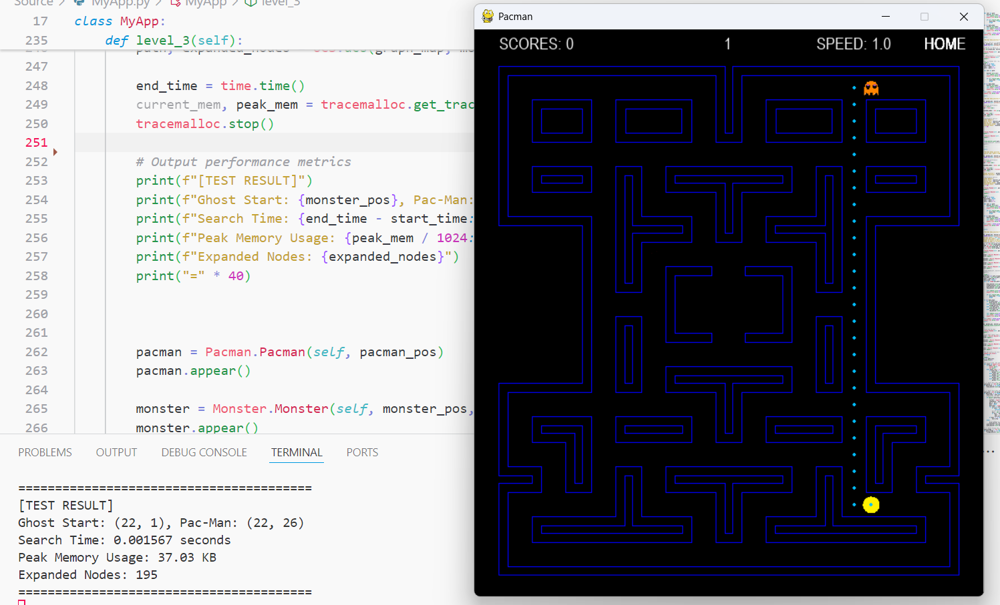 Source > MyApp.py > MyApp > level_3
17 class MyApp:
235 def level_3(self):
247
248 end_time = time.time()
249 current_mem, peak_mem = tracemalloc.get_trac
250 tracemalloc.stop()
251
252 # Output performance metrics
253 print(f"[TEST RESULT]")
254 print(f"Ghost Start: {monster_pos}, Pac-Man:
255 print(f"Search Time: {end_time - start_time:
256 print(f"Peak Memory Usage: {peak_mem / 1024:
257 print(f"Expanded Nodes: {expanded_nodes}")
258 print("=" * 40)
259
260
261
262 pacman = Pacman.Pacman(self, pacman_pos)
263 pacman.appear()
264
265 monster = Monster.Monster(self, monster_pos,
266 monster.appear()
PROBLEMS OUTPUT DEBUG CONSOLE TERMINAL PORTS
========================================
[TEST RESULT]
Ghost Start: (22, 1), Pac-Man: (22, 26)
Search Time: 0.001567 seconds
Peak Memory Usage: 37.03 KB
Expanded Nodes: 195
========================================
Pacman
SCORES: 0 1 SPEED: 1.0 HOME